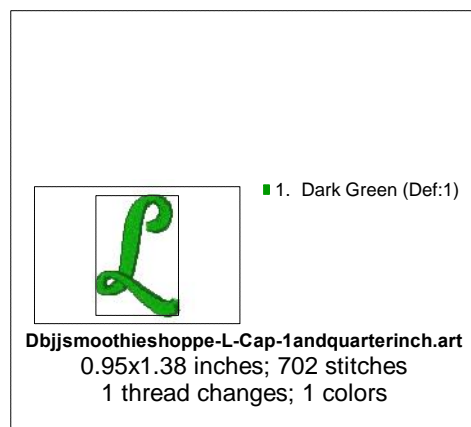 L
1. Dark Green (Def:1)
Dbjjsmoothieshoppe-L-Cap-1andquarterinch.art
0.95x1.38 inches; 702 stitches
1 thread changes; 1 colors